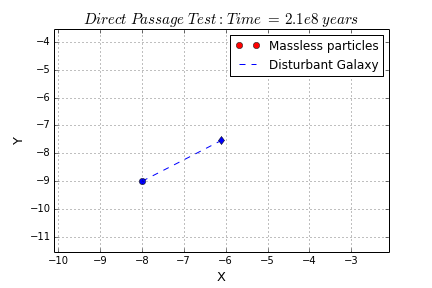 Direct Passage Test : Time = 2.1e8 years
Massless particles
Disturbant Galaxy
−4
−5
−6
−7
−8
−9
−10
−11
Y
−10 −9 −8 −7 −6 −5 −4 −3
X